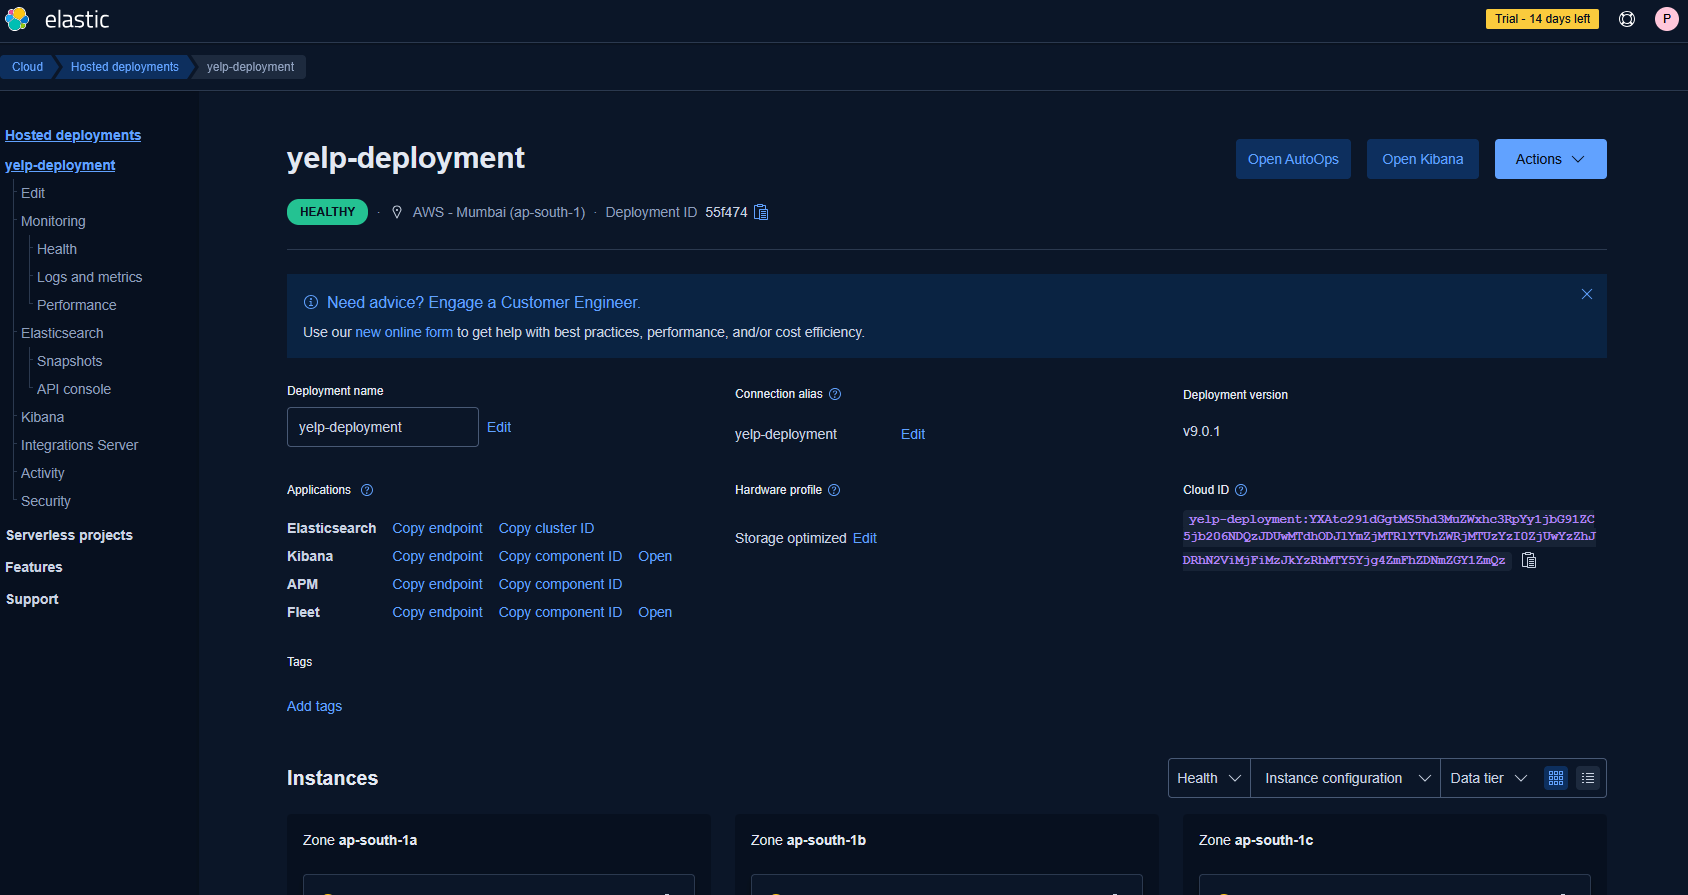 elastic
Trial - 14 days left
P
Cloud
Hosted deployments
yelp-deployment
Hosted deployments
yelp-deployment
Edit
Monitoring
Health
Logs and metrics
Performance
Elasticsearch
Snapshots
API console
Kibana
Integrations Server
Activity
Security
Serverless projects
Features
Support
yelp-deployment
Open AutoOps
Open Kibana
Actions
HEALTHY · AWS - Mumbai (ap-south-1) · Deployment ID 55f474
Need advice? Engage a Customer Engineer.
Use our new online form to get help with best practices, performance, and/or cost efficiency.
Deployment name
yelp-deployment Edit
Connection alias
yelp-deployment Edit
Deployment version
v9.0.1
Applications
Elasticsearch Copy endpoint Copy cluster ID
Kibana Copy endpoint Copy component ID Open
APM Copy endpoint Copy component ID
Fleet Copy endpoint Copy component ID Open
Hardware profile
Storage optimized Edit
Cloud ID
Tags
Add tags
Instances
Health
Instance configuration
Data tier
Zone ap-south-1a
Zone ap-south-1b
Zone ap-south-1c